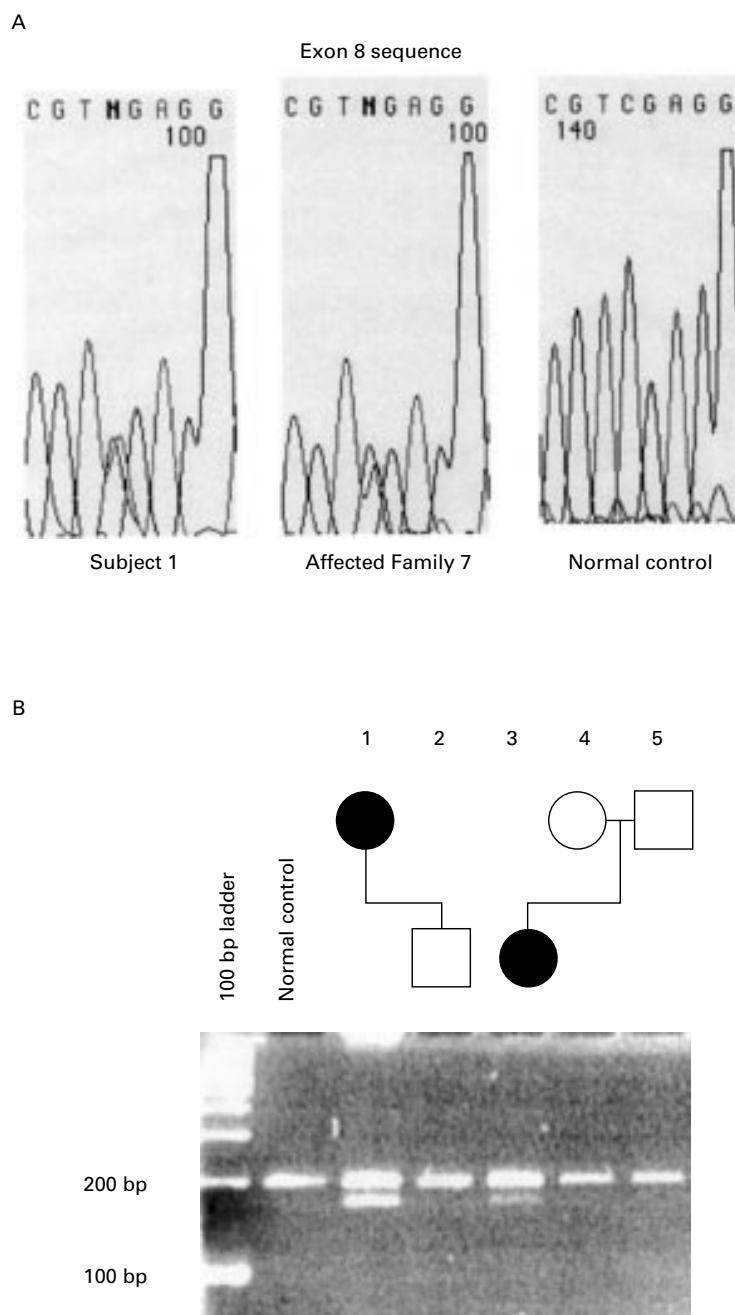 A
Exon 8 sequence
C G T M G A G G
100
C G T M G A G G
100
C G T C G A G G
140
Subject 1
Affected Family 7
Normal control
B
1 2 3 4 5
100 bp ladder
Normal control
200 bp
100 bp